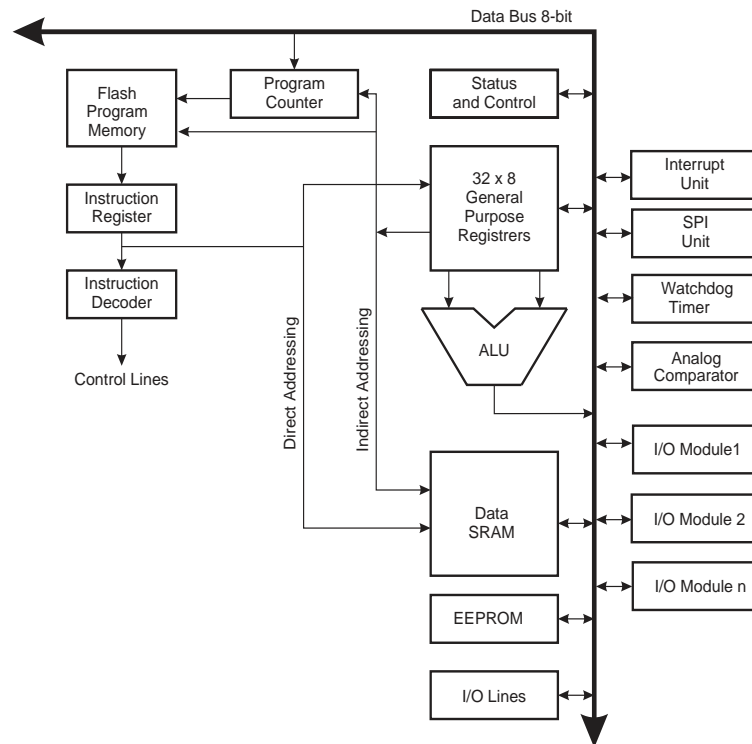 Data Bus 8-bit
Flash
Program
Memory
Program
Counter
Status
and Control
Instruction
Register
32 x 8
General
Purpose
Registrers
Interrupt
Unit
SPI
Unit
Instruction
Decoder
Watchdog
Timer
Control Lines
Direct Addressing
Indirect Addressing
ALU
Analog
Comparator
I/O Module1
Data
SRAM
I/O Module 2
I/O Module n
EEPROM
I/O Lines